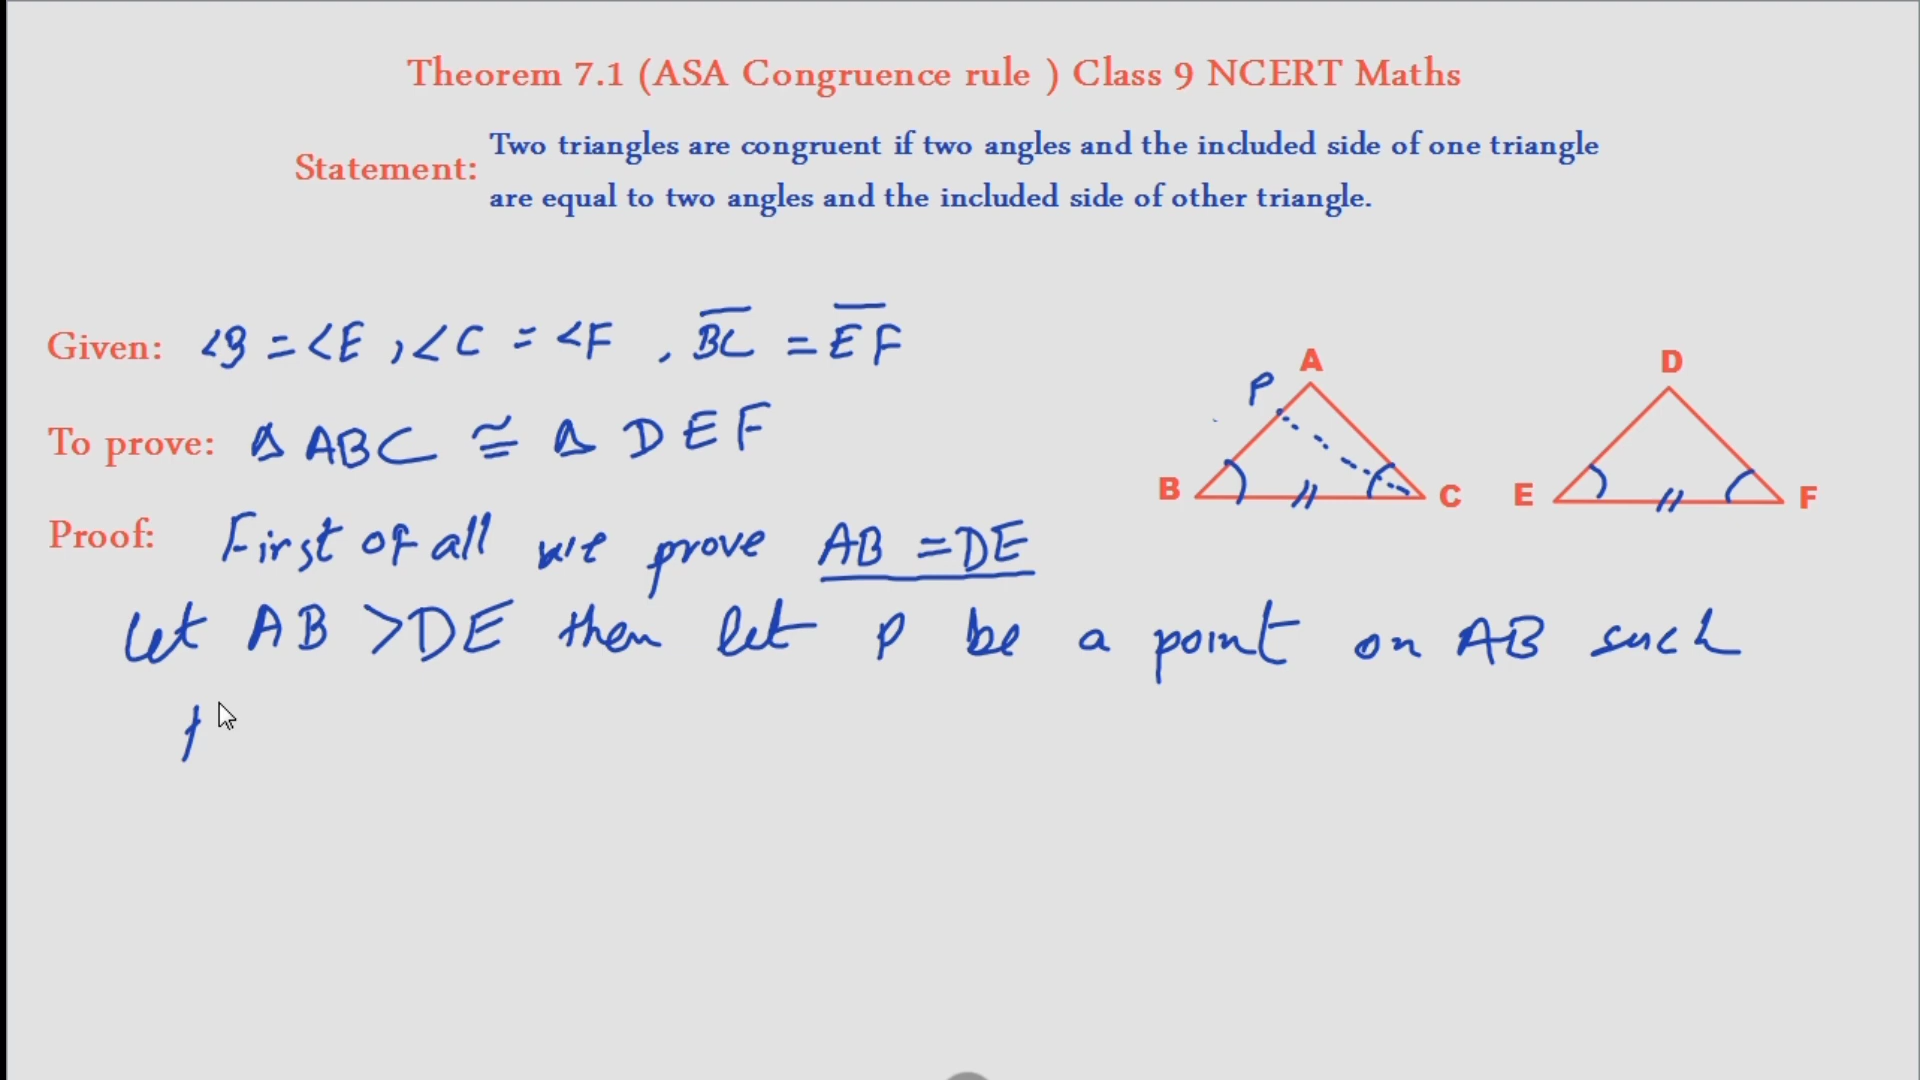 Theorem 7.1 (ASA Congruence rule ) Class 9 NCERT Maths
Statement: Two triangles are congruent if two angles and the included side of one triangle
are equal to two angles and the included side of other triangle.
Given: ∠B = ∠E , ∠C = ∠F , B̅C̅ = E̅F̅
To prove: Δ ABC ≅ Δ DEF
Proof: First of all we prove AB = DE
Let AB > DE then let P be a point on AB such
A
P
B
C
D
E
F